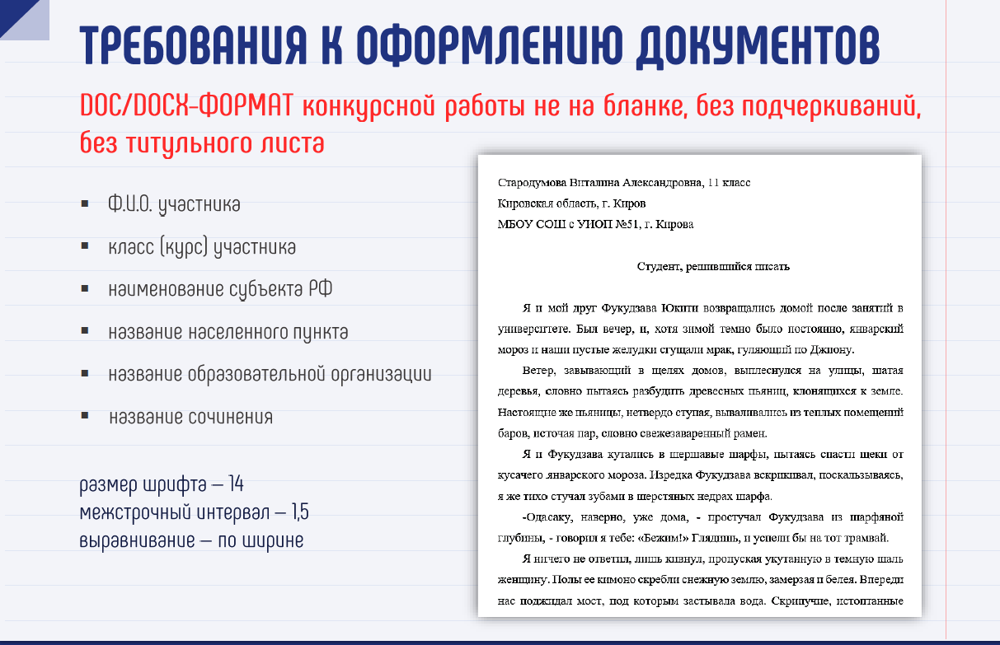 ТРЕБОВАНИЯ К ОФОРМЛЕНИЮ ДОКУМЕНТОВ
DOC/DOCX-ФОРМАТ конкурсной работы не на бланке, без подчеркиваний,
без титульного листа
▪ Ф.И.О. участника
▪ класс (курс) участника
▪ наименование субъекта РФ
▪ название населенного пункта
▪ название образовательной организации
▪ название сочинения
размер шрифта – 14
межстрочный интервал – 1,5
выравнивание – по ширине
Стародумова Виталина Александровна, 11 класс
Кировская область, г. Киров
МБОУ СОШ с УИОП №51, г. Кирова
Студент, решившийся писать
Я и мой друг Фукудзава Юкити возвращались домой после занятий в
университете. Был вечер, и, хотя зимой темно было постоянно, январский
мороз и наши пустые желудки сгущали мрак, гуляющий по Джиону.
Ветер, завывающий в щелях домов, выплеснулся на улицы, шатая
деревья, словно пытаясь разбудить древесных пьяниц, клонящихся к земле.
Настоящие же пьяницы, нетвердо ступая, вываливались из теплых помещений
баров, источая пар, словно свежезаваренный рамен.
Я и Фукудзава кутались в шершавые шарфы, пытаясь спасти щеки от
кусачего январского мороза. Изредка Фукудзава вскрикивал, поскальзываясь,
я же тихо стучал зубами в шерстяных недрах шарфа.
-Одасаку, наверно, уже дома, - простучал Фукудзава из шарфяной
глубины, - говорил я тебе: «Бежим!» Глядишь, и успели бы на тот трамвай.
Я ничего не ответил, лишь кивнул, пропуская укутанную в темную шаль
женщину. Полы ее кимоно скребли снежную землю, замерзая и белея. Впереди
нас поджидал мост, под которым застывала вода. Скрипучие, истоптанные